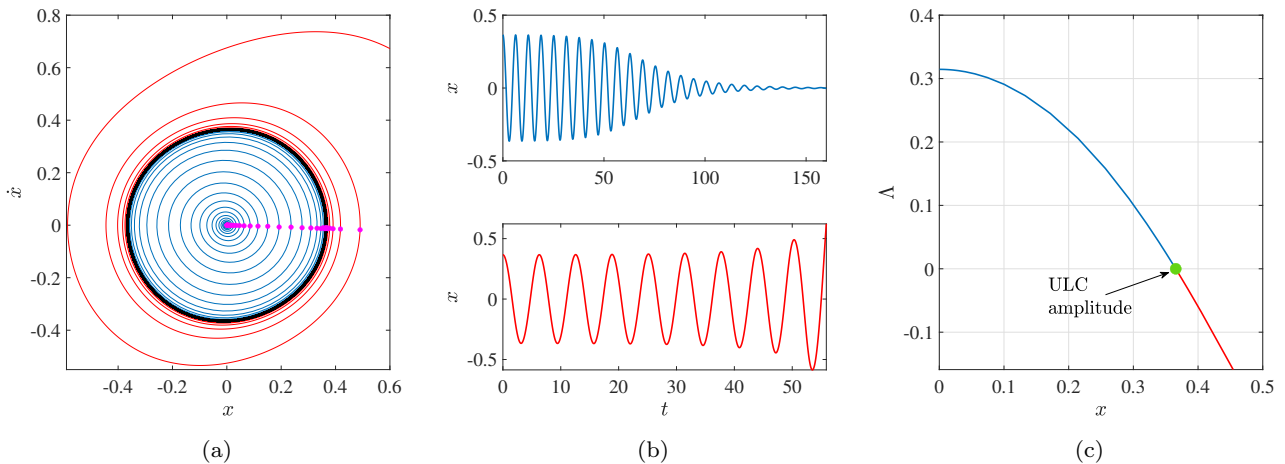 0.8
0.6
0.4
0.2
0
-0.2
-0.4
ẋ
-0.4 -0.2 0 0.2 0.4 0.6
x
(a)
0.5
0
-0.5
x
0 50 100 150
0.5
0
-0.5
x
0 10 20 30 40 50
t
(b)
0.4
0.3
0.2
0.1
0
-0.1
Λ
ULC
amplitude
0 0.1 0.2 0.3 0.4 0.5
x
(c)